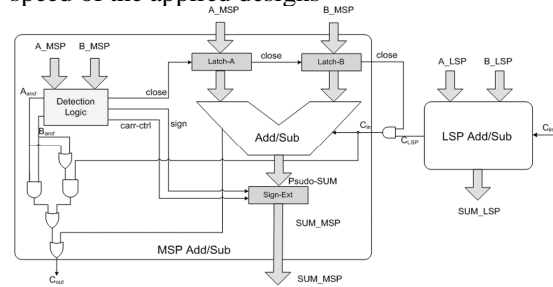 speed of the applied designs
A_MSP B_MSP
A_MSP B_MSP
Latch-A close Latch-B close
close
A_LSP B_LSP
Aand
Detection Logic
sign
Band carr-ctrl
Add/Sub
Cin
CLSP
LSP Add/Sub
Cin
Psudo-SUM
Sign-Ext
SUM_LSP
SUM_MSP
MSP Add/Sub
SUM_MSP
Cout